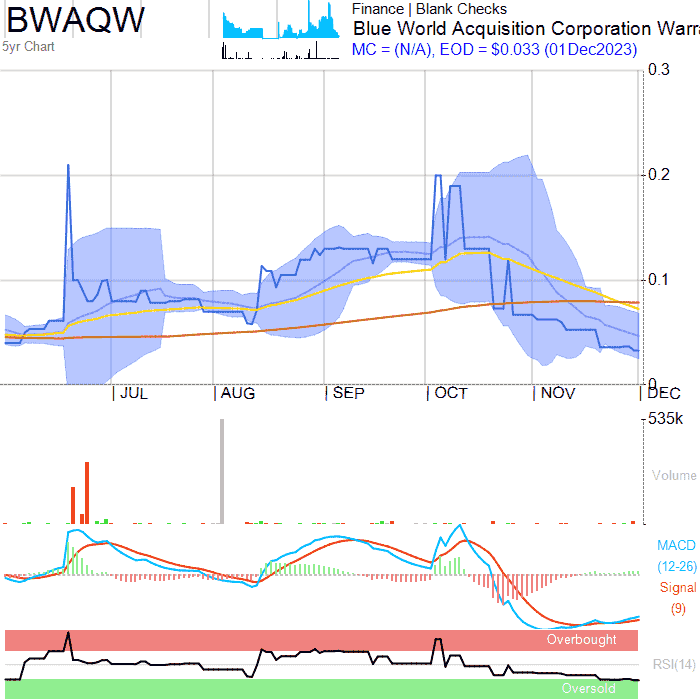 BWAQW
5yr Chart
Finance | Blank Checks
Blue World Acquisition Corporation Warra
MC = (N/A), EOD = $0.033 (01Dec2023)
0.3
0.2
0.1
0
JUL
AUG
SEP
OCT
NOV
DEC
535k
Volume
MACD
(12-26)
Signal
(9)
Overbought
RSI(14)
Oversold